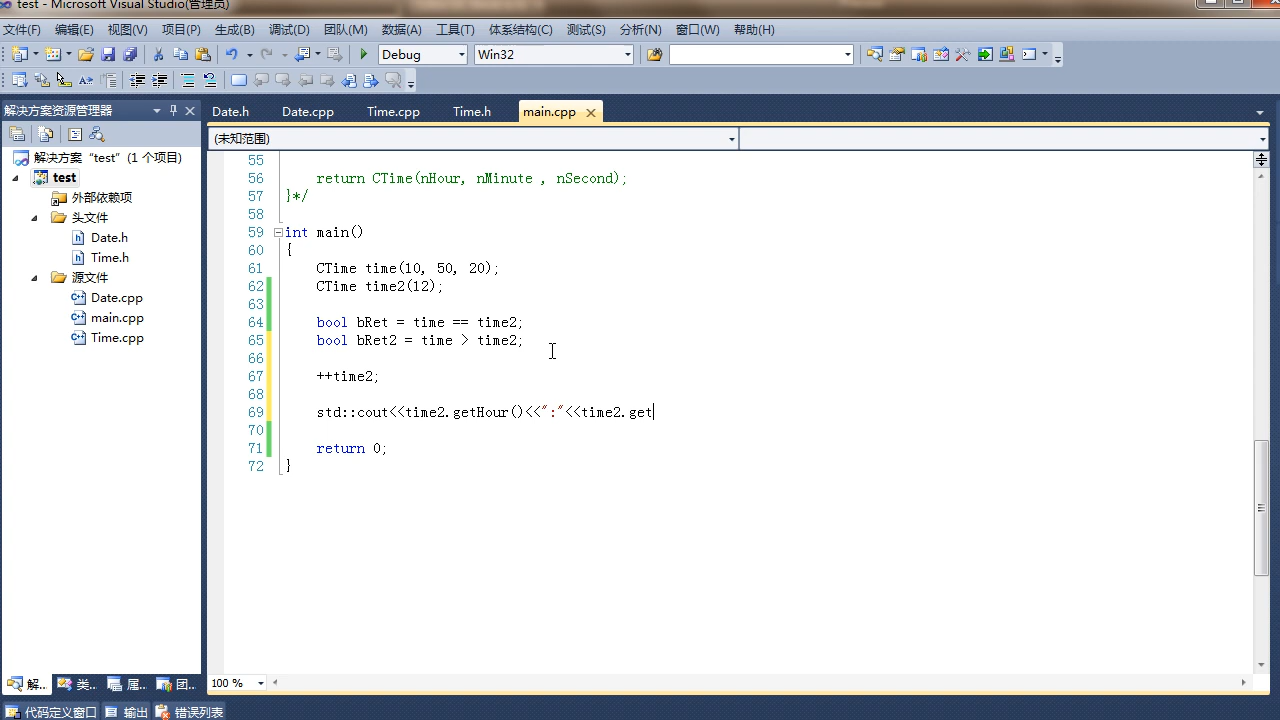 test - Microsoft Visual Studio(管理员)
文件(F) 编辑(E) 视图(V) 项目(P) 生成(B) 调试(D) 团队(M) 数据(A) 工具(T) 体系结构(C) 测试(S) 分析(N) 窗口(W) 帮助(H)
Debug Win32
解决方案资源管理器
Date.h Date.cpp Time.cpp Time.h main.cpp
(未知范围)
解决方案 “test” (1 个项目)
test
外部依赖项
头文件
Date.h
Time.h
源文件
Date.cpp
main.cpp
Time.cpp
55
56 return CTime(nHour, nMinute , nSecond);
57 }*/
58
59 int main()
60 {
61 CTime time(10, 50, 20);
62 CTime time2(12);
63
64 bool bRet = time == time2;
65 bool bRet2 = time > time2;
66
67 ++time2;
68
69 std::cout<<time2.getHour()<<":"<<time2.get
70
71 return 0;
72 }
100 %
解... 类... 属... 团...
代码定义窗口 输出 错误列表